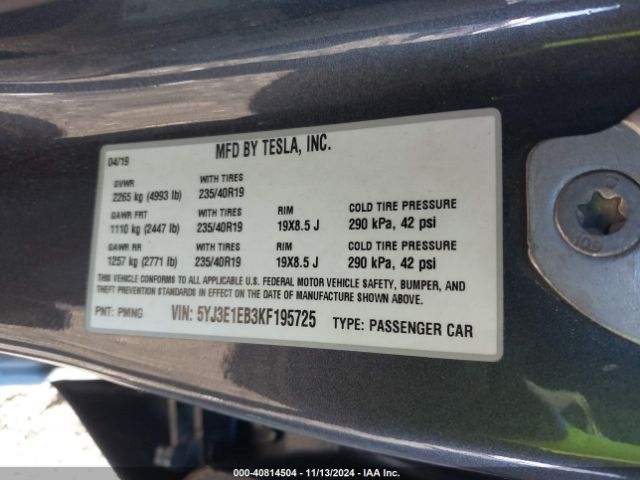 MFD BY TESLA, INC.
04/19
GVWR WITH TIRES
2265 kg (4993 lb) 235/40R19
GAWR FRT WITH TIRES RIM COLD TIRE PRESSURE
1110 kg (2447 lb) 235/40R19 19X8.5 J 290 kPa, 42 psi
GAWR RR WITH TIRES RIM COLD TIRE PRESSURE
1257 kg (2771 lb) 235/40R19 19X8.5 J 290 kPa, 42 psi
THIS VEHICLE CONFORMS TO ALL APPLICABLE U.S. FEDERAL MOTOR VEHICLE SAFETY, BUMPER, AND
THEFT PREVENTION STANDARDS IN EFFECT ON THE DATE OF MANUFACTURE SHOWN ABOVE.
PNT: PMNG VIN: 5YJ3E1EB3KF195725 TYPE: PASSENGER CAR
000-40814504 - 11/13/2024 - IAA Inc.